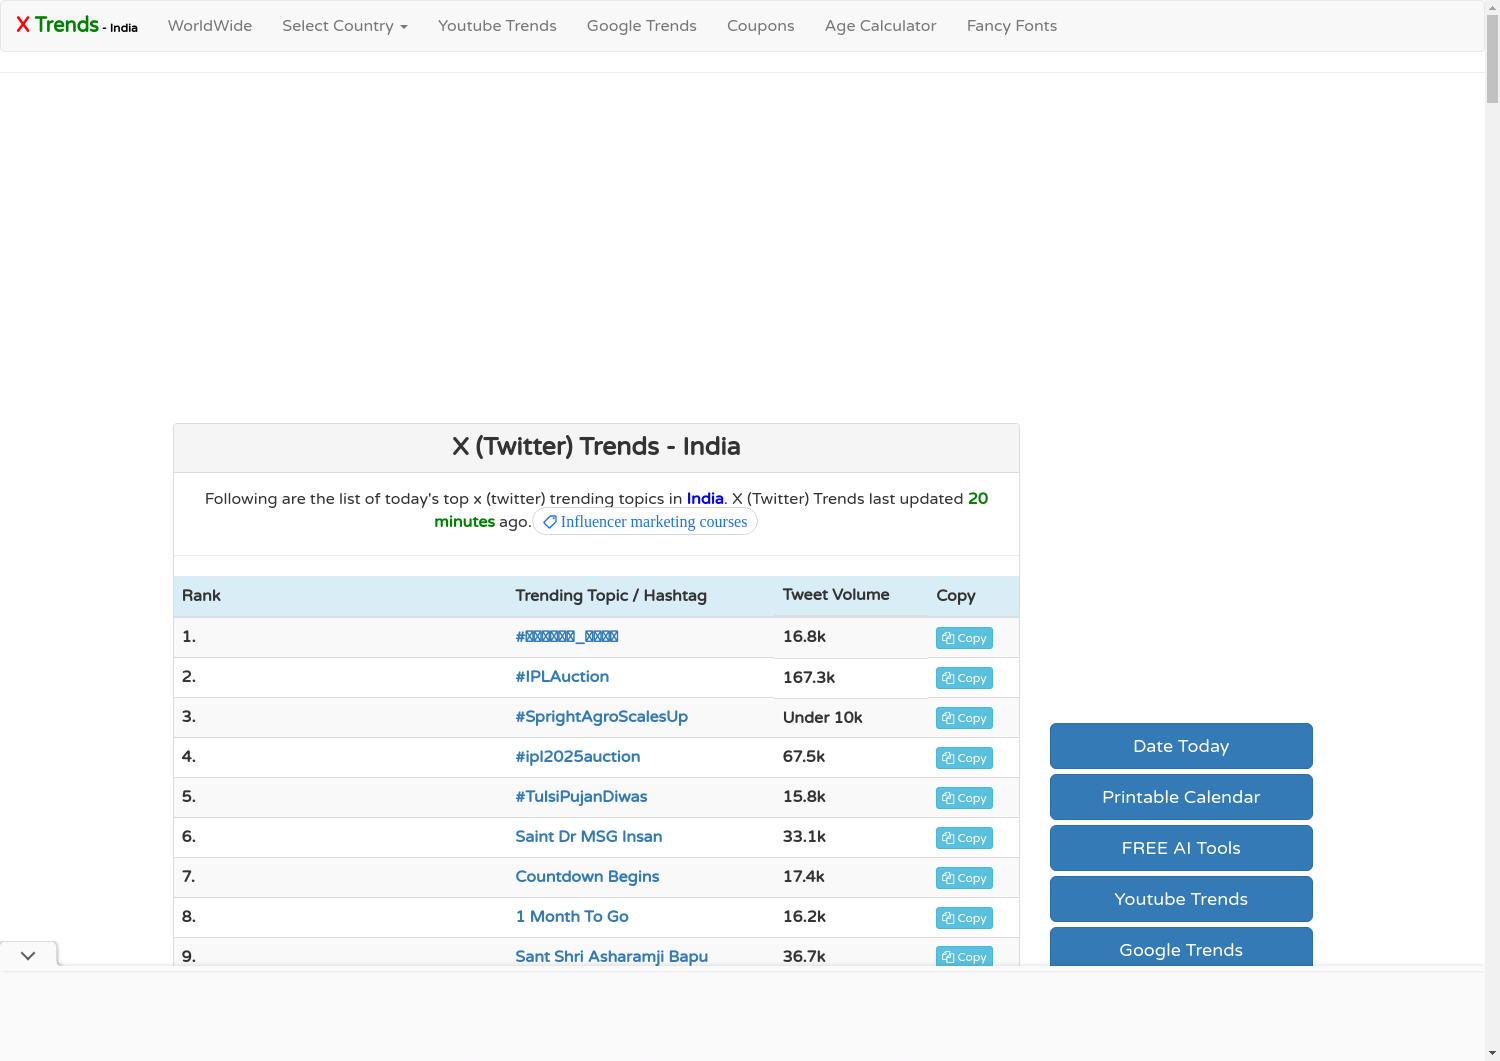 X Trends - India
WorldWide
Select Country
Youtube Trends
Google Trends
Coupons
Age Calculator
Fancy Fonts
X (Twitter) Trends - India
Following are the list of today's top x (twitter) trending topics in India. X (Twitter) Trends last updated 20
minutes ago. Influencer marketing courses
Rank Trending Topic / Hashtag Tweet Volume Copy
1. 16.8k Copy
2. #IPLAuction 167.3k Copy
3. #SprightAgroScalesUp Under 10k Copy
4. #ipl2025auction 67.5k Copy
5. #TulsiPujanDiwas 15.8k Copy
6. Saint Dr MSG Insan 33.1k Copy
7. Countdown Begins 17.4k Copy
8. 1 Month To Go 16.2k Copy
9. Sant Shri Asharamji Bapu 36.7k Copy
Date Today
Printable Calendar
FREE AI Tools
Youtube Trends
Google Trends